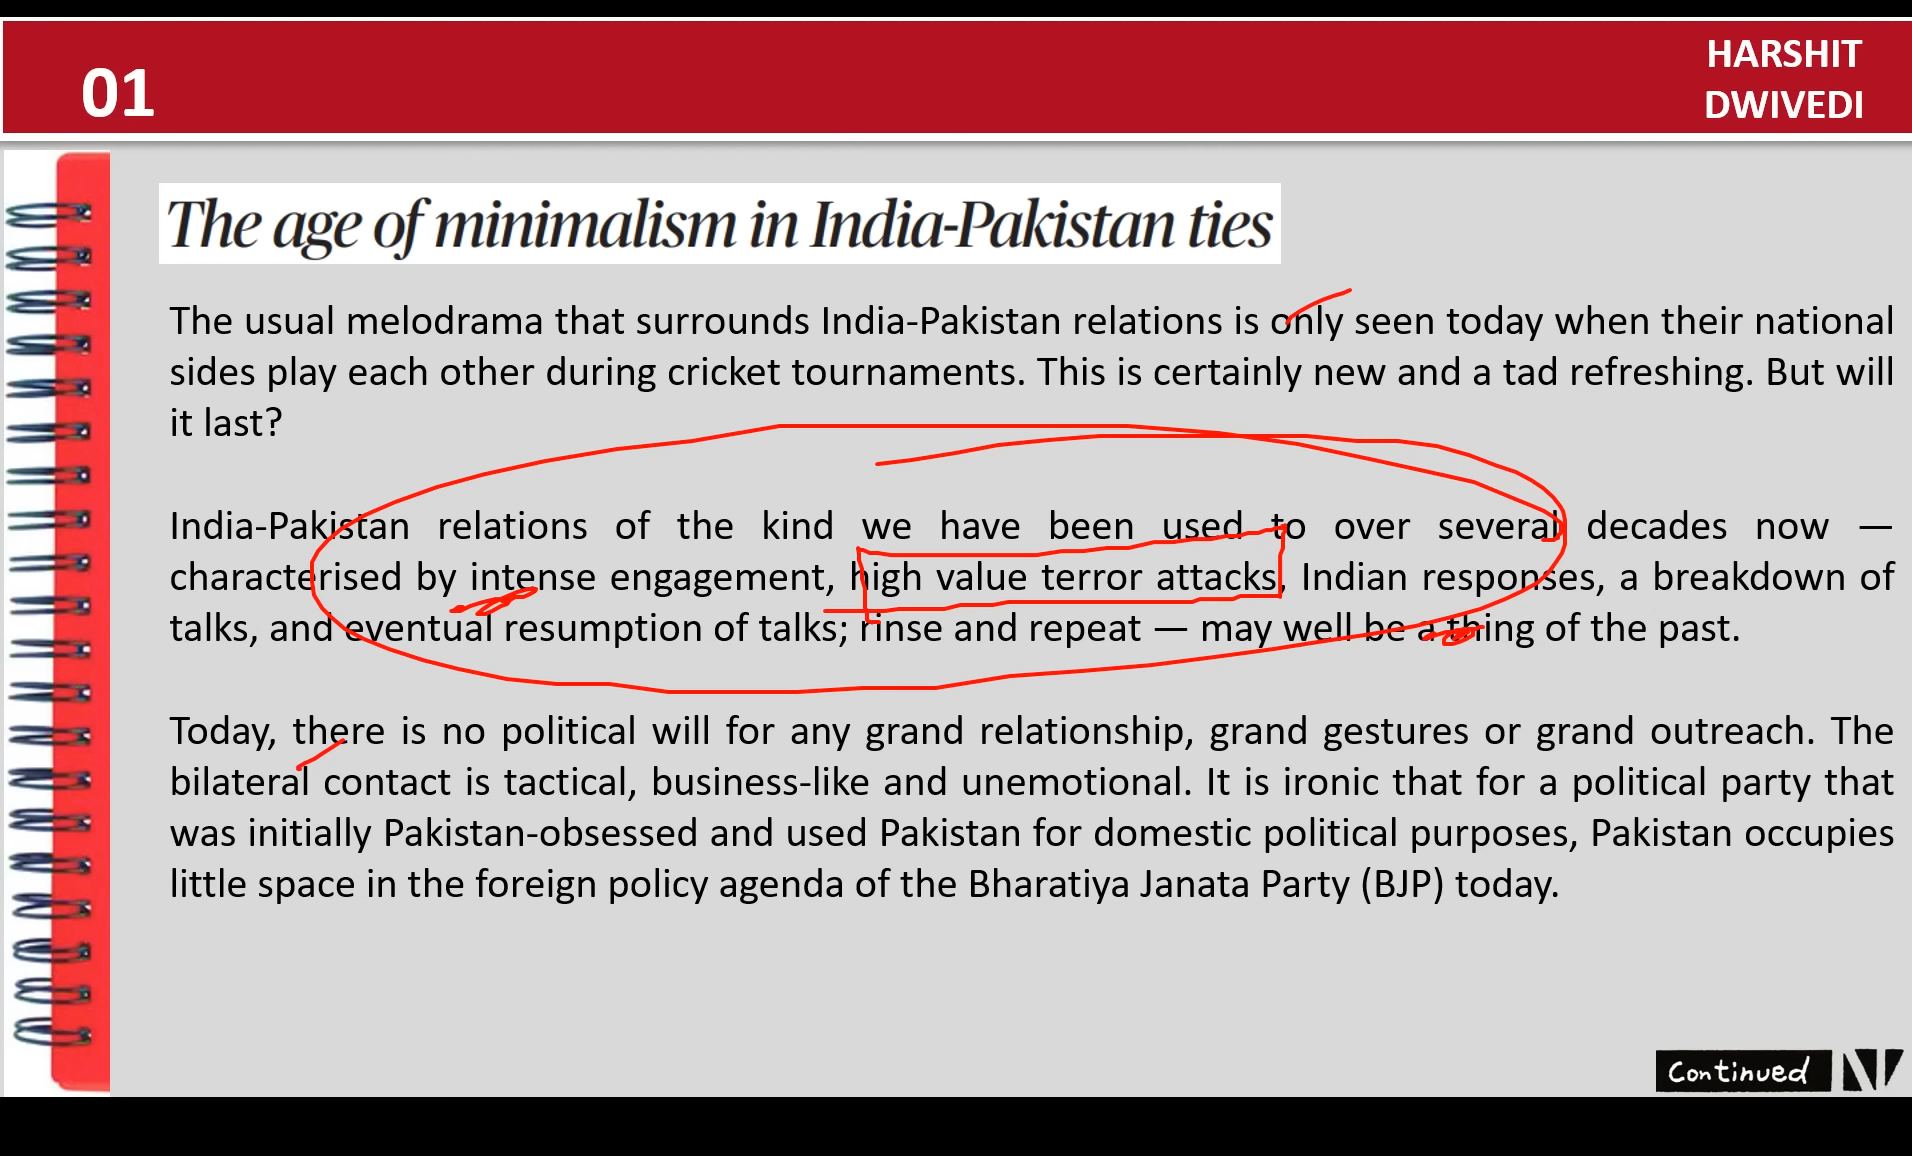 01
HARSHIT
DWIVEDI
The age of minimalism in India-Pakistan ties
The usual melodrama that surrounds India-Pakistan relations is only seen today when their national
sides play each other during cricket tournaments. This is certainly new and a tad refreshing. But will
it last?
India-Pakistan relations of the kind we have been used to over several decades now —
characterised by intense engagement, high value terror attacks, Indian responses, a breakdown of
talks, and eventual resumption of talks; rinse and repeat — may well be a thing of the past.
Today, there is no political will for any grand relationship, grand gestures or grand outreach. The
bilateral contact is tactical, business-like and unemotional. It is ironic that for a political party that
was initially Pakistan-obsessed and used Pakistan for domestic political purposes, Pakistan occupies
little space in the foreign policy agenda of the Bharatiya Janata Party (BJP) today.
Continued